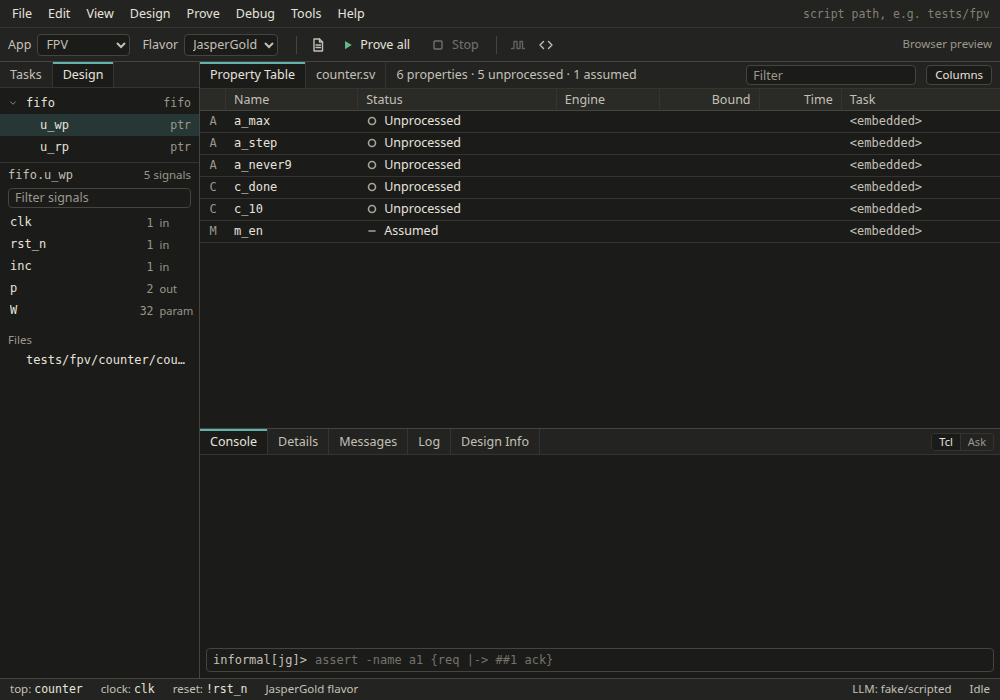 File Edit View Design Prove Debug Tools Help script path, e.g. tests/fpv
App FPV Flavor JasperGold Prove all Stop Browser preview
Tasks Design Property Table counter.sv 6 properties · 5 unprocessed · 1 assumed Filter Columns
Name Status Engine Bound Time Task
fifo fifo
u_wp ptr
u_rp ptr
fifo.u_wp 5 signals
Filter signals
clk 1 in
rst_n 1 in
inc 1 in
p 2 out
W 32 param
Files
tests/fpv/counter/cou…
A a_max Unprocessed <embedded>
A a_step Unprocessed <embedded>
A a_never9 Unprocessed <embedded>
C c_done Unprocessed <embedded>
C c_10 Unprocessed <embedded>
M m_en Assumed <embedded>
Console Details Messages Log Design Info Tcl Ask
informal[jg]> assert -name a1 {req |-> ##1 ack}
top: counter clock: clk reset: !rst_n JasperGold flavor LLM: fake/scripted Idle